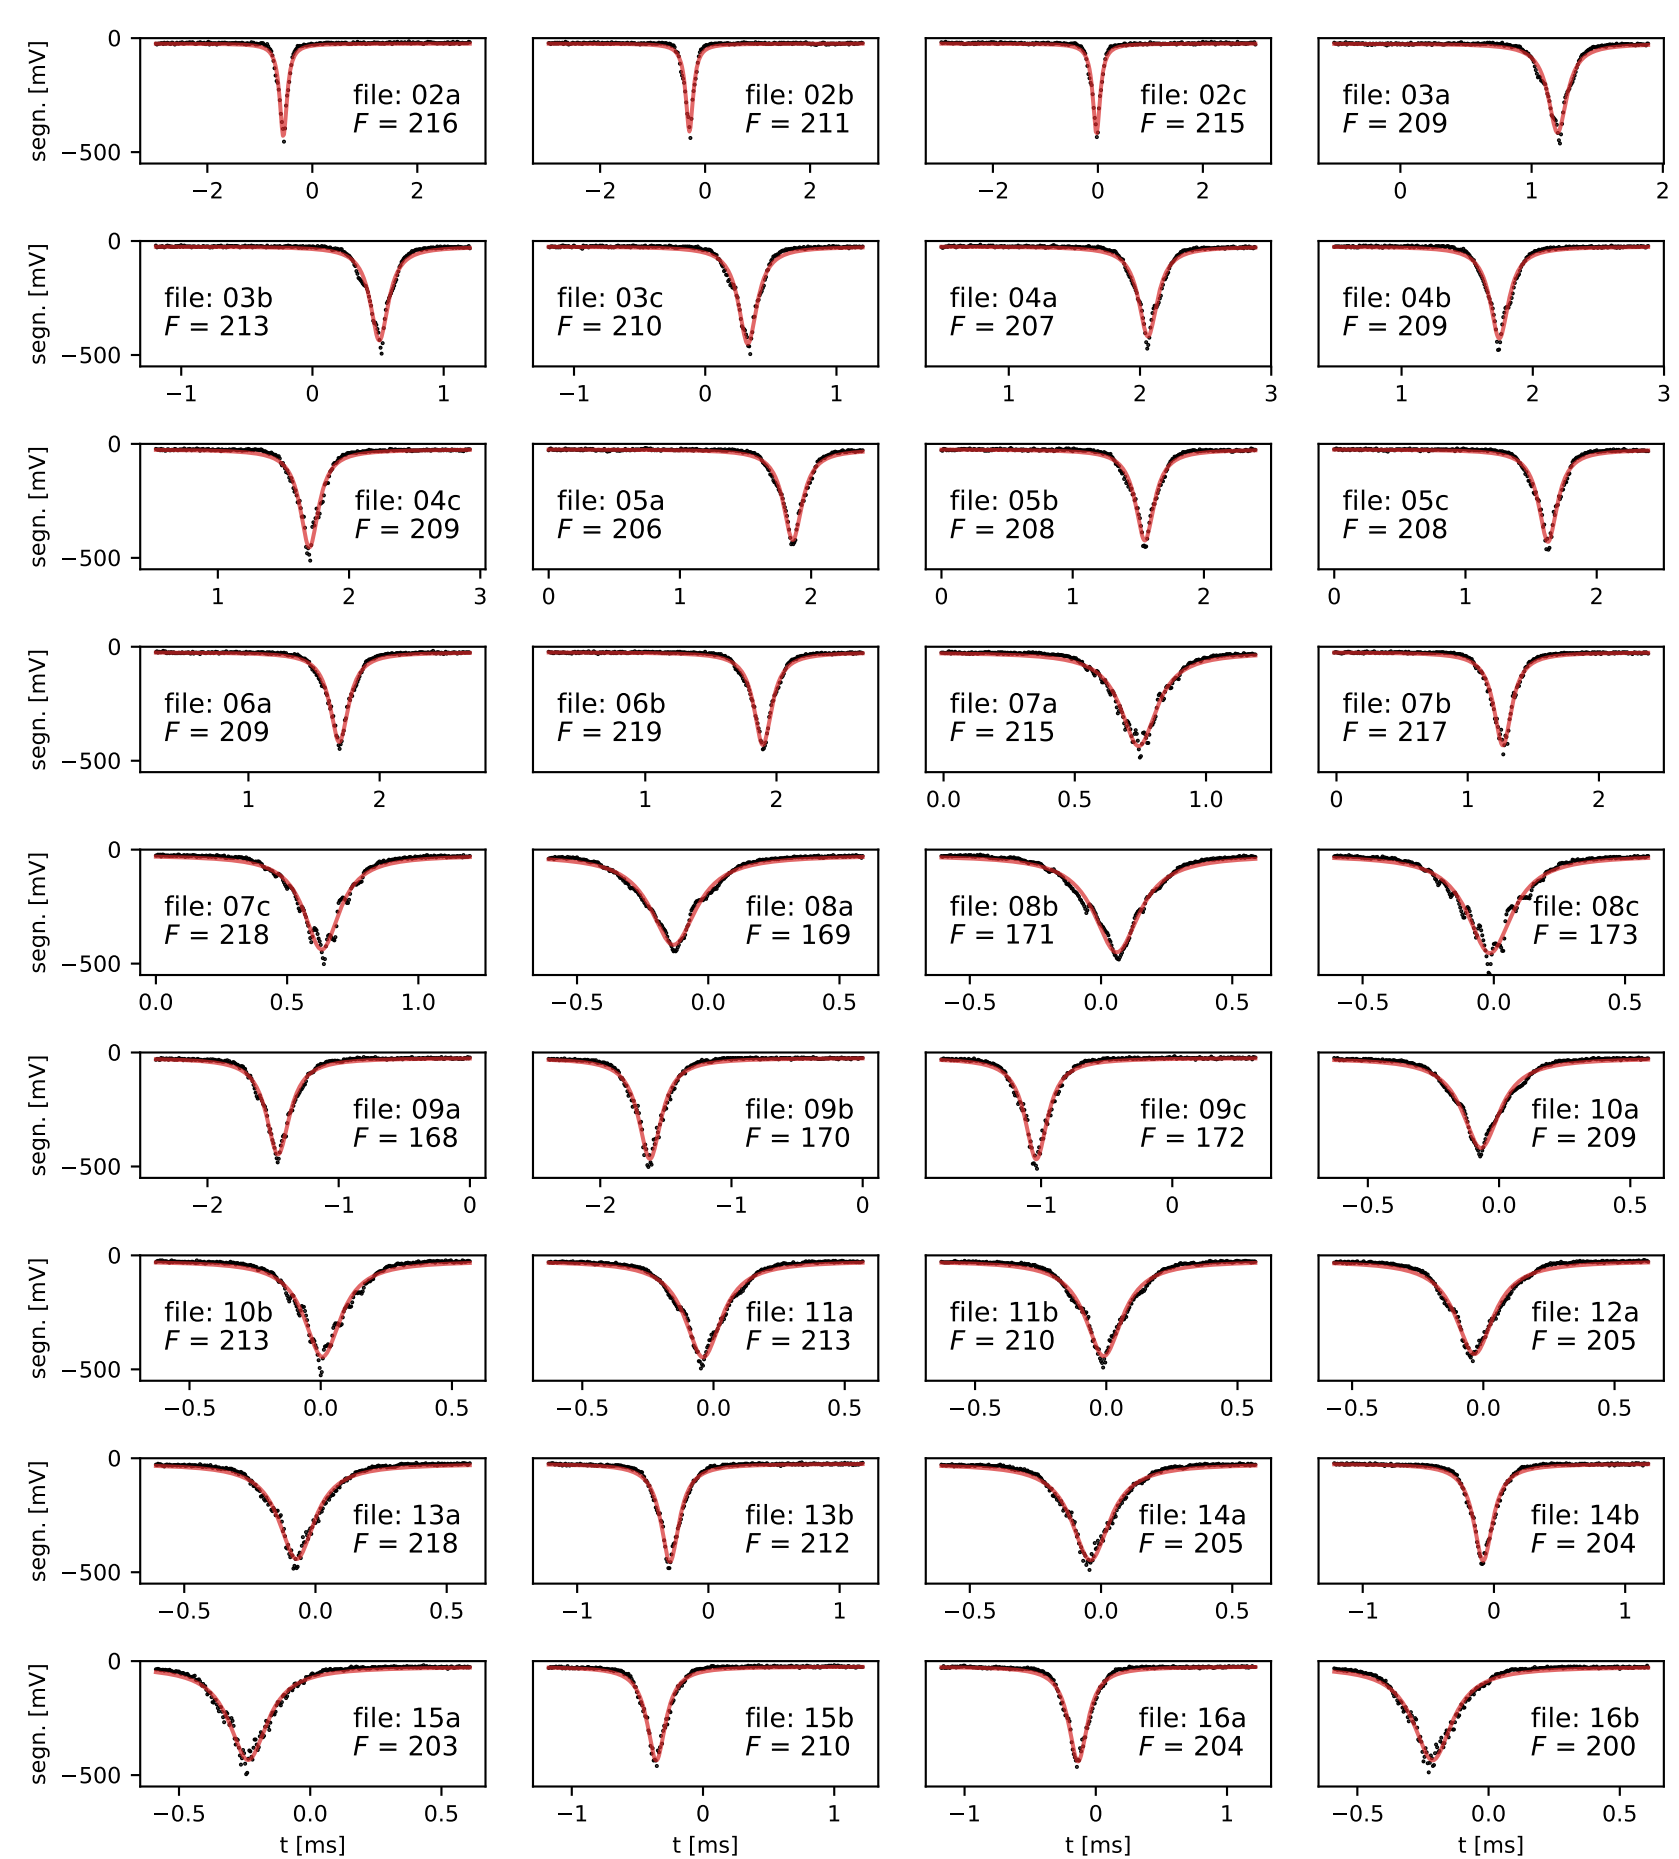 0
segn. [mV]
−500
file: 02a
F = 216
−2 0 2
file: 02b
F = 211
−2 0 2
file: 02c
F = 215
−2 0 2
file: 03a
F = 209
0 1 2
0
segn. [mV]
−500
file: 03b
F = 213
−1 0 1
file: 03c
F = 210
−1 0 1
file: 04a
F = 207
1 2 3
file: 04b
F = 209
1 2 3
0
segn. [mV]
−500
file: 04c
F = 209
1 2 3
file: 05a
F = 206
0 1 2
file: 05b
F = 208
0 1 2
file: 05c
F = 208
0 1 2
0
segn. [mV]
−500
file: 06a
F = 209
1 2
file: 06b
F = 219
1 2
file: 07a
F = 215
0.0 0.5 1.0
file: 07b
F = 217
0 1 2
0
segn. [mV]
−500
file: 07c
F = 218
0.0 0.5 1.0
file: 08a
F = 169
−0.5 0.0 0.5
file: 08b
F = 171
−0.5 0.0 0.5
file: 08c
F = 173
−0.5 0.0 0.5
0
segn. [mV]
−500
file: 09a
F = 168
−2 −1 0
file: 09b
F = 170
−2 −1 0
file: 09c
F = 172
−1 0
file: 10a
F = 209
−0.5 0.0 0.5
0
segn. [mV]
−500
file: 10b
F = 213
−0.5 0.0 0.5
file: 11a
F = 213
−0.5 0.0 0.5
file: 11b
F = 210
−0.5 0.0 0.5
file: 12a
F = 205
−0.5 0.0 0.5
0
segn. [mV]
−500
file: 13a
F = 218
−0.5 0.0 0.5
file: 13b
F = 212
−1 0 1
file: 14a
F = 205
−0.5 0.0 0.5
file: 14b
F = 204
−1 0 1
0
segn. [mV]
−500
file: 15a
F = 203
−0.5 0.0 0.5
t [ms]
file: 15b
F = 210
−1 0 1
t [ms]
file: 16a
F = 204
−1 0 1
t [ms]
file: 16b
F = 200
−0.5 0.0 0.5
t [ms]